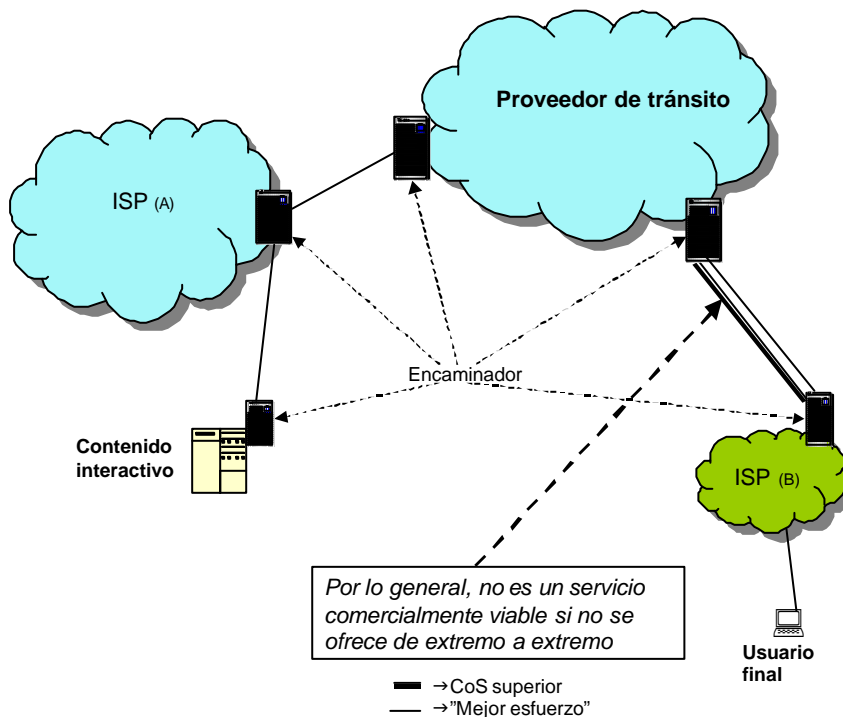 Proveedor de tránsito
ISP (A)
Encaminador
Contenido
interactivo
ISP (B)
Por lo general, no es un servicio
comercialmente viable si no se
ofrece de extremo a extremo
Usuario
final
→CoS superior
→"Mejor esfuerzo"